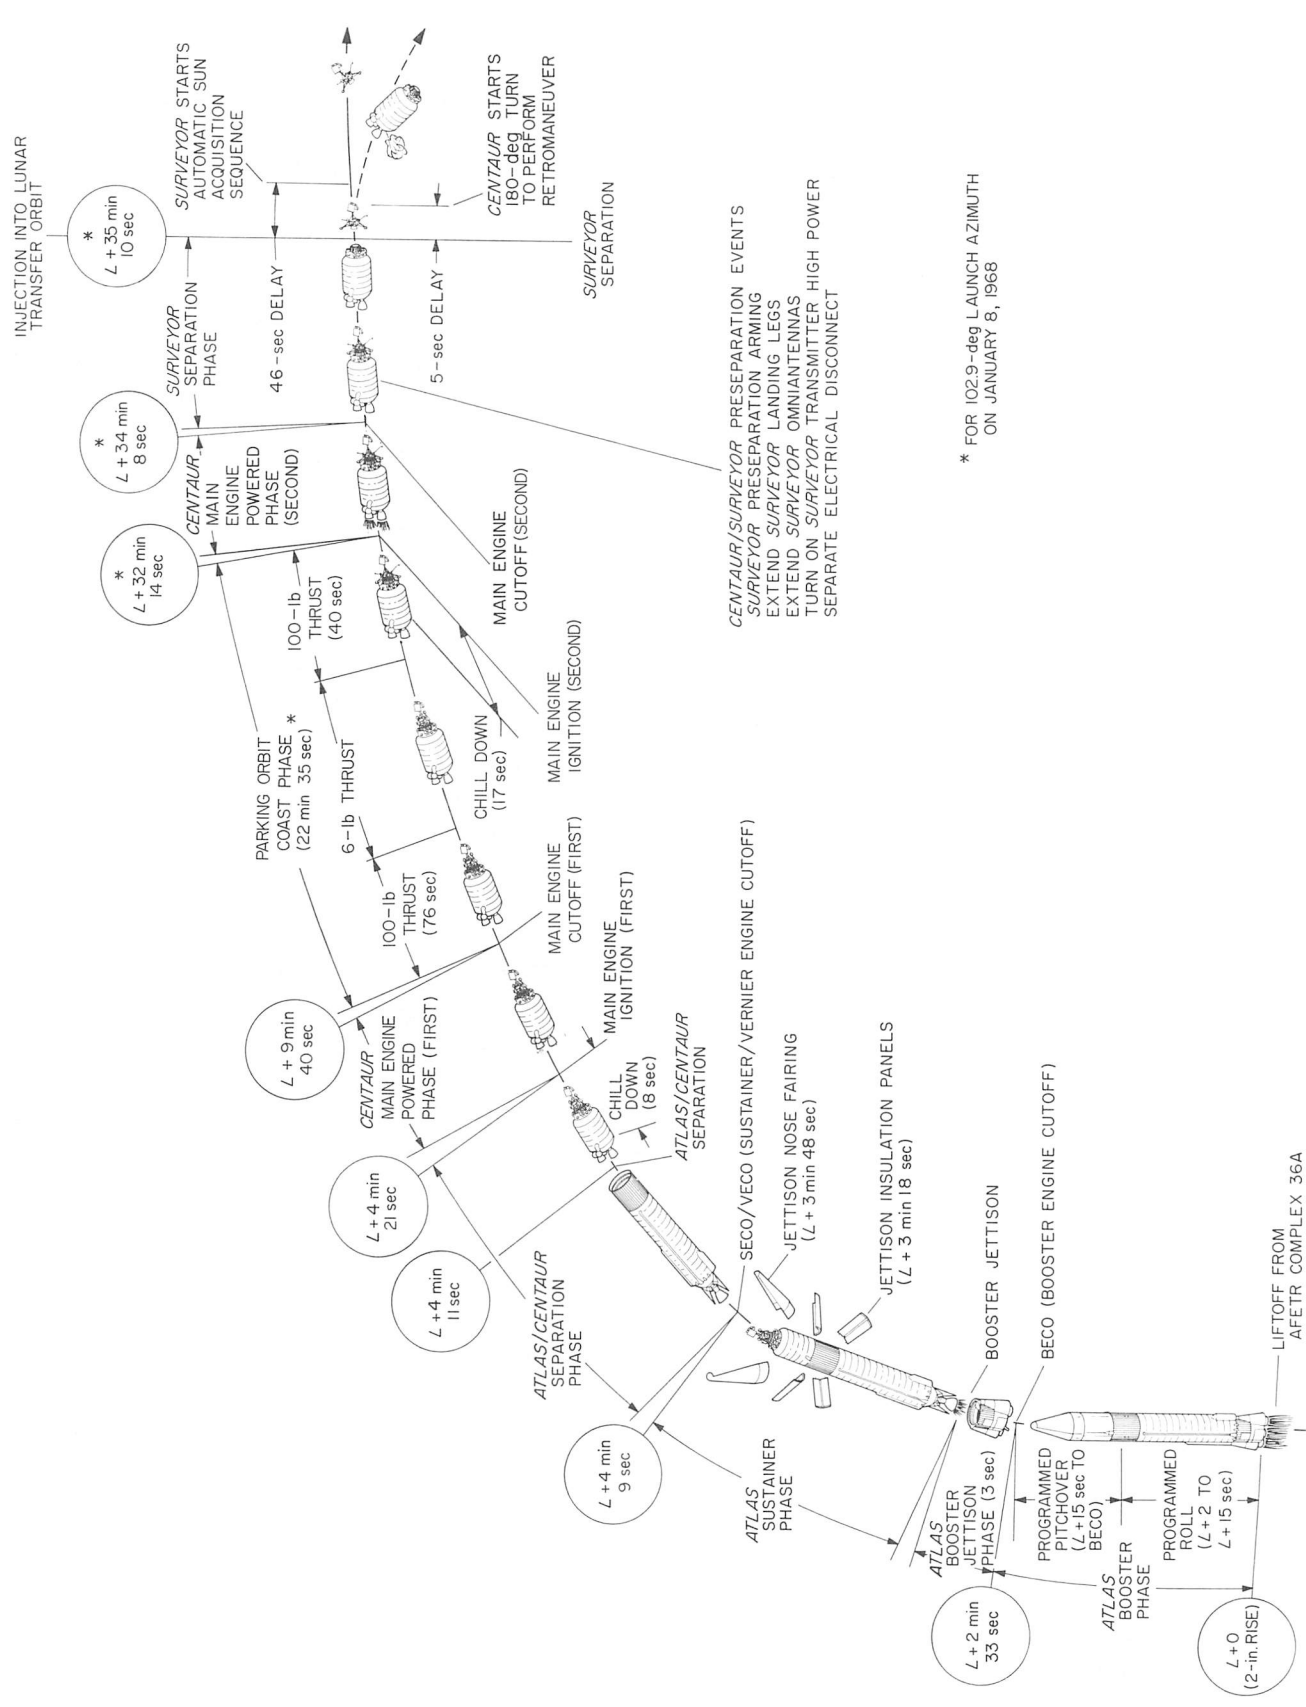 INJECTION INTO LUNAR
TRANSFER ORBIT
*
L + 35 min
10 sec
SURVEYOR STARTS
AUTOMATIC SUN
ACQUISITION
SEQUENCE
SURVEYOR
SEPARATION
PHASE
46-sec DELAY
5-sec DELAY
CENTAUR STARTS
180-deg TURN
TO PERFORM
RETROMANEUVER
SURVEYOR
SEPARATION
*
L + 34 min
8 sec
CENTAUR
MAIN
ENGINE
POWERED
PHASE
(SECOND)
*
L + 32 min
14 sec
100-lb
THRUST
(40 sec)
MAIN ENGINE
CUTOFF (SECOND)
MAIN ENGINE
IGNITION (SECOND)
CHILL DOWN
(17 sec)
PARKING ORBIT
COAST PHASE *
(22 min 35 sec)
6-lb THRUST
100-lb
THRUST
(76 sec)
MAIN ENGINE
CUTOFF (FIRST)
L + 9 min
40 sec
CENTAUR
MAIN ENGINE
POWERED
PHASE (FIRST)
MAIN ENGINE
IGNITION (FIRST)
CHILL
DOWN
(8 sec)
L + 4 min
21 sec
ATLAS/CENTAUR
SEPARATION
L + 4 min
11 sec
ATLAS/CENTAUR
SEPARATION
PHASE
SECO/VECO (SUSTAINER/VERNIER ENGINE CUTOFF)
JETTISON NOSE FAIRING
(L + 3 min 48 sec)
JETTISON INSULATION PANELS
(L + 3 min 18 sec)
L + 4 min
9 sec
ATLAS
SUSTAINER
PHASE
BOOSTER JETTISON
BECO (BOOSTER ENGINE CUTOFF)
ATLAS
BOOSTER
JETTISON
PHASE (3 sec)
L + 2 min
33 sec
PROGRAMMED
PITCHOVER
(L + 15 sec TO
BECO)
PROGRAMMED
ROLL
(L + 2 TO
L + 15 sec)
ATLAS
BOOSTER
PHASE
L + 0
(2-in. RISE)
LIFTOFF FROM
AFETR COMPLEX 36A
CENTAUR/SURVEYOR PRESEPARATION EVENTS
SURVEYOR PRESEPARATION ARMING
EXTEND SURVEYOR LANDING LEGS
EXTEND SURVEYOR OMNIANTENNAS
TURN ON SURVEYOR TRANSMITTER HIGH POWER
SEPARATE ELECTRICAL DISCONNECT
* FOR 102.9-deg LAUNCH AZIMUTH
ON JANUARY 8, 1968